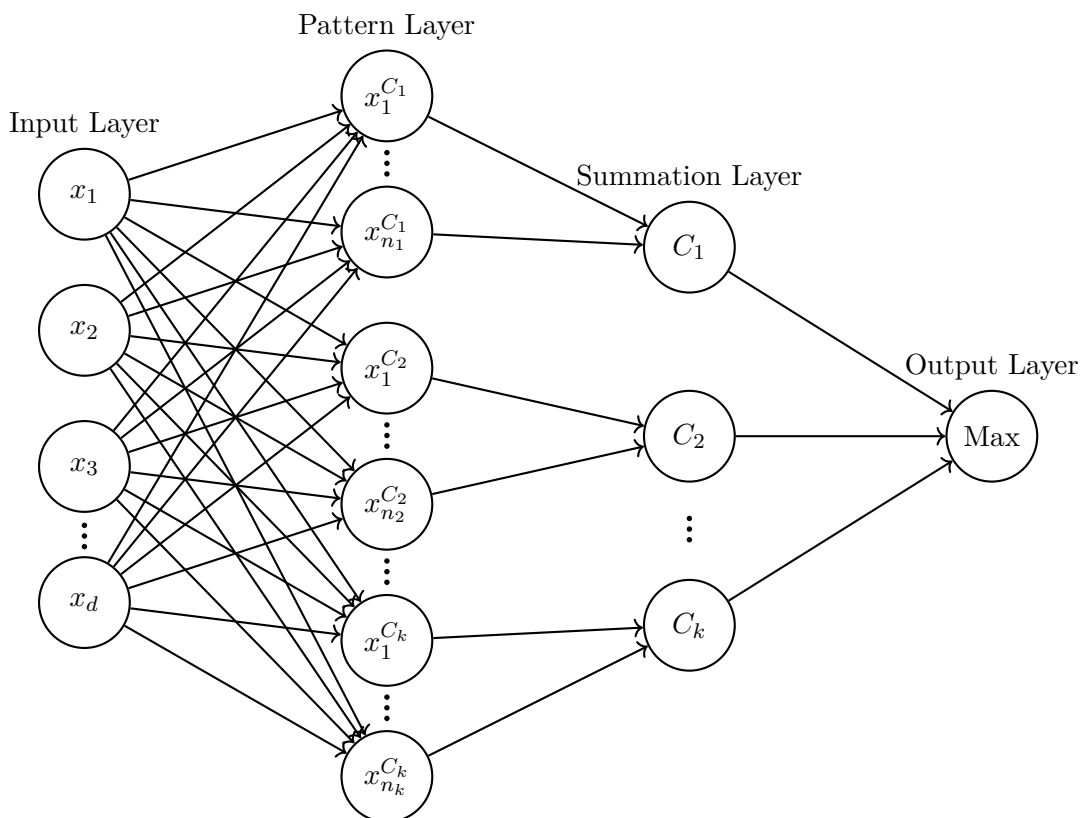 Pattern Layer
Input Layer
Summation Layer
Output Layer
x_1
x_2
x_3
x_d
x_1^{C_1}
x_{n_1}^{C_1}
x_1^{C_2}
x_{n_2}^{C_2}
x_1^{C_k}
x_{n_k}^{C_k}
C_1
C_2
C_k
Max